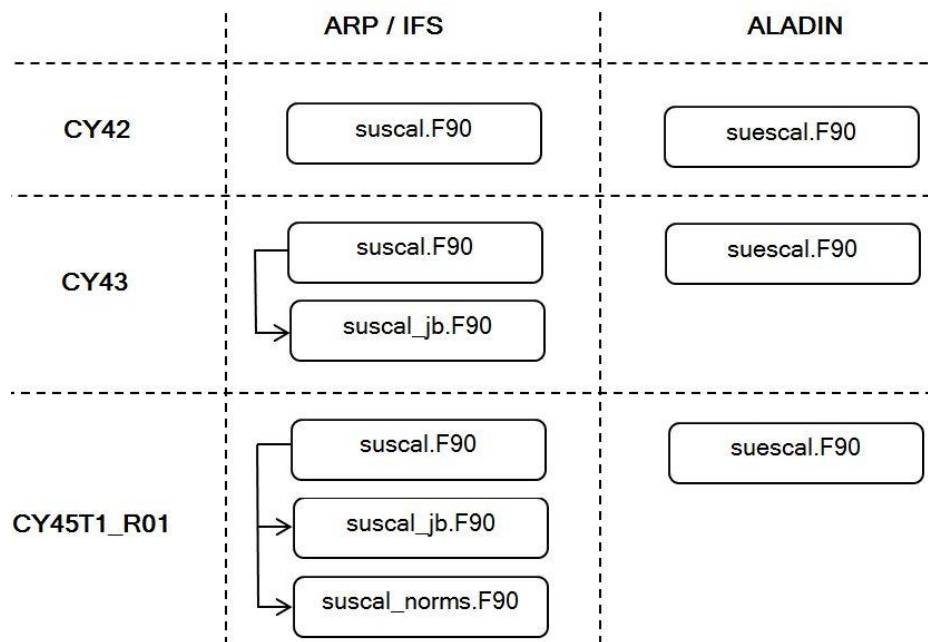 ARP / IFS
ALADIN
CY42
suscal.F90
suescal.F90
CY43
suscal.F90
suescal.F90
suscal_jb.F90
CY45T1_R01
suscal.F90
suescal.F90
suscal_jb.F90
suscal_norms.F90